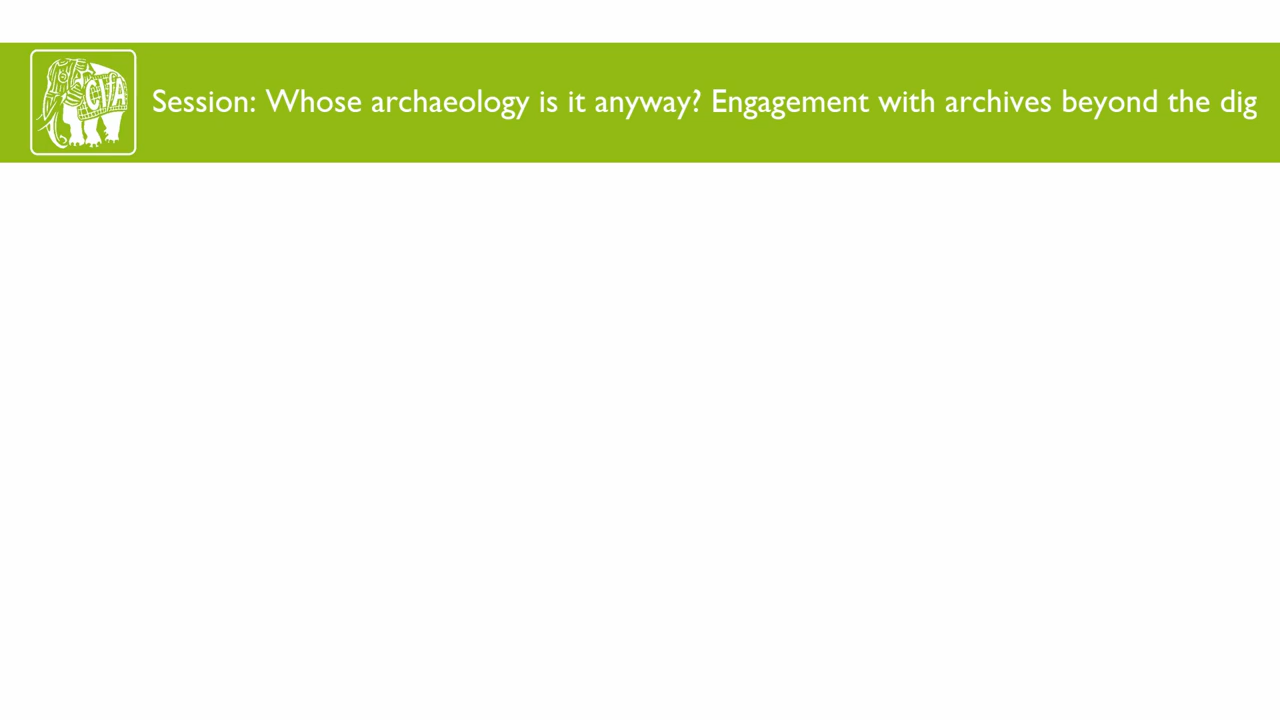 CIfA
Session: Whose archaeology is it anyway? Engagement with archives beyond the dig